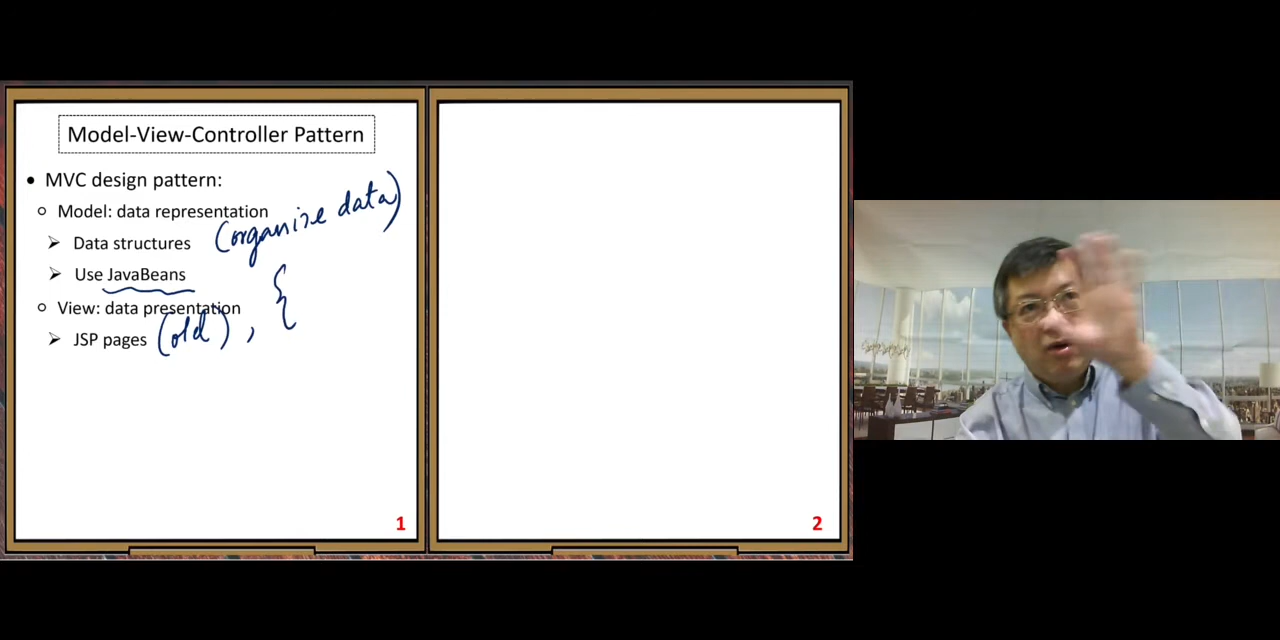 Model-View-Controller Pattern
• MVC design pattern:
○ Model: data representation
(organize data)
➢ Data structures
➢ Use JavaBeans
○ View: data presentation
➢ JSP pages (old), {
1
2